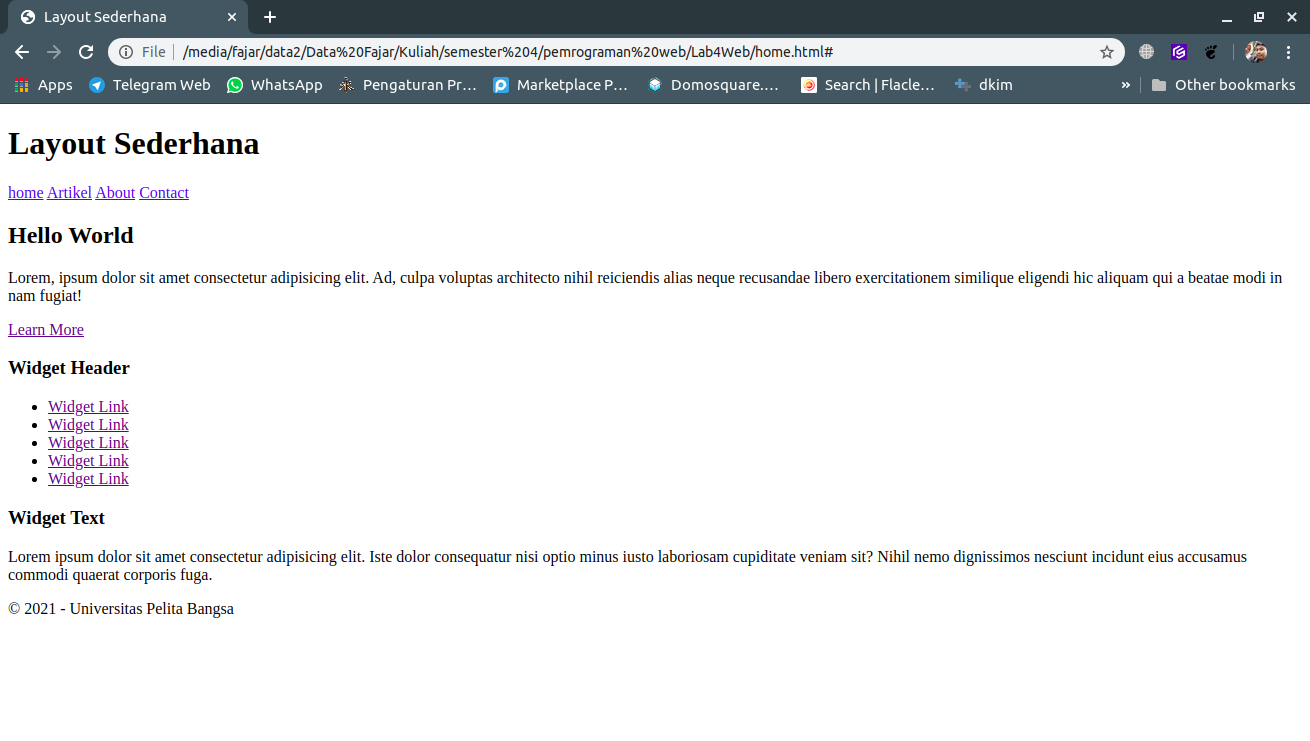 Layout Sederhana
File /media/fajar/data2/Data%20Fajar/Kuliah/semester%204/pemrograman%20web/Lab4Web/home.html#
Apps Telegram Web WhatsApp Pengaturan Pr… Marketplace P… Domosquare.… Search | Flacle… dkim » Other bookmarks
Layout Sederhana
home Artikel About Contact
Hello World
Lorem, ipsum dolor sit amet consectetur adipisicing elit. Ad, culpa voluptas architecto nihil reiciendis alias neque recusandae libero exercitationem similique eligendi hic aliquam qui a beatae modi in
nam fugiat!
Learn More
Widget Header
• Widget Link
• Widget Link
• Widget Link
• Widget Link
• Widget Link
Widget Text
Lorem ipsum dolor sit amet consectetur adipisicing elit. Iste dolor consequatur nisi optio minus iusto laboriosam cupiditate veniam sit? Nihil nemo dignissimos nesciunt incidunt eius accusamus
commodi quaerat corporis fuga.
© 2021 - Universitas Pelita Bangsa